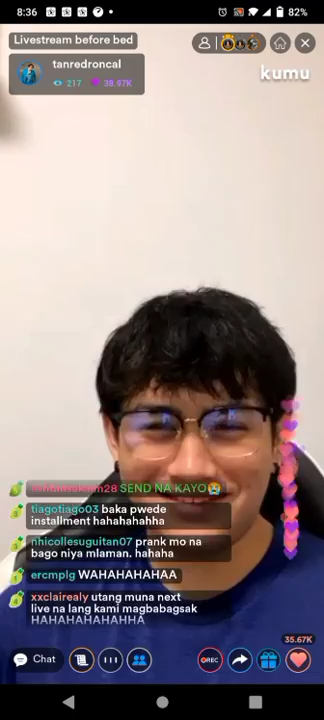 8:36
82%
Livestream before bed
tanredroncal
217 38.97K
kumu
28 SEND NA KAYO😭
tiagotiago03 baka pwede
installment hahahahahha
nhicollesuguitan07 prank mo na
bago niya mlaman. hahaha
ercmplg WAHAHAHAHAA
xxclairealy utang muna next
live na lang kami magbabagsak
HAHAHAHAHAHHA
35.67K
Chat
REC